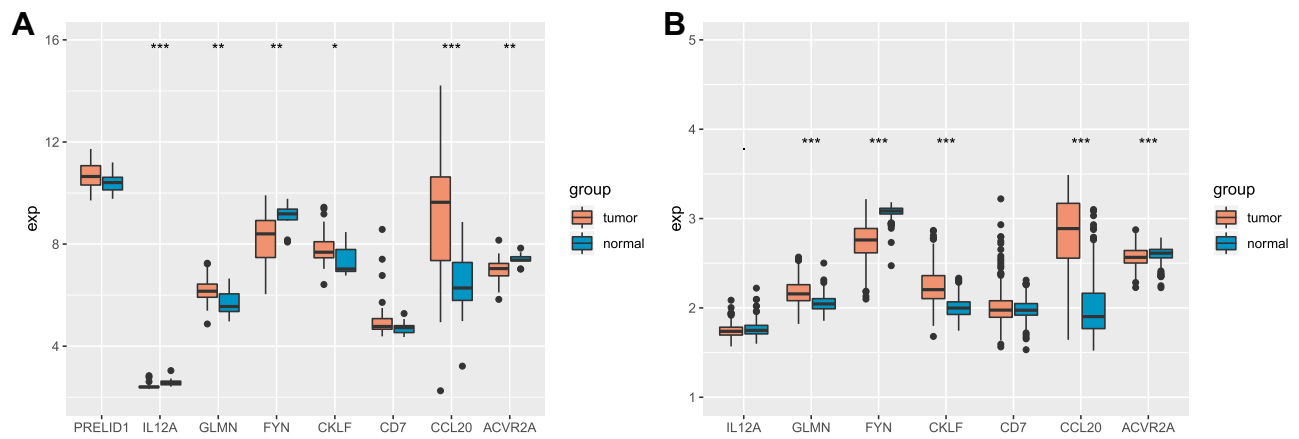 A
exp
16
12
8
4
*** ** ** * *** **
PRELID1 IL12A GLMN FYN CKLF CD7 CCL20 ACVR2A
group
tumor
normal
B
exp
5
4
3
2
1
. *** *** *** *** ***
IL12A GLMN FYN CKLF CD7 CCL20 ACVR2A
group
tumor
normal